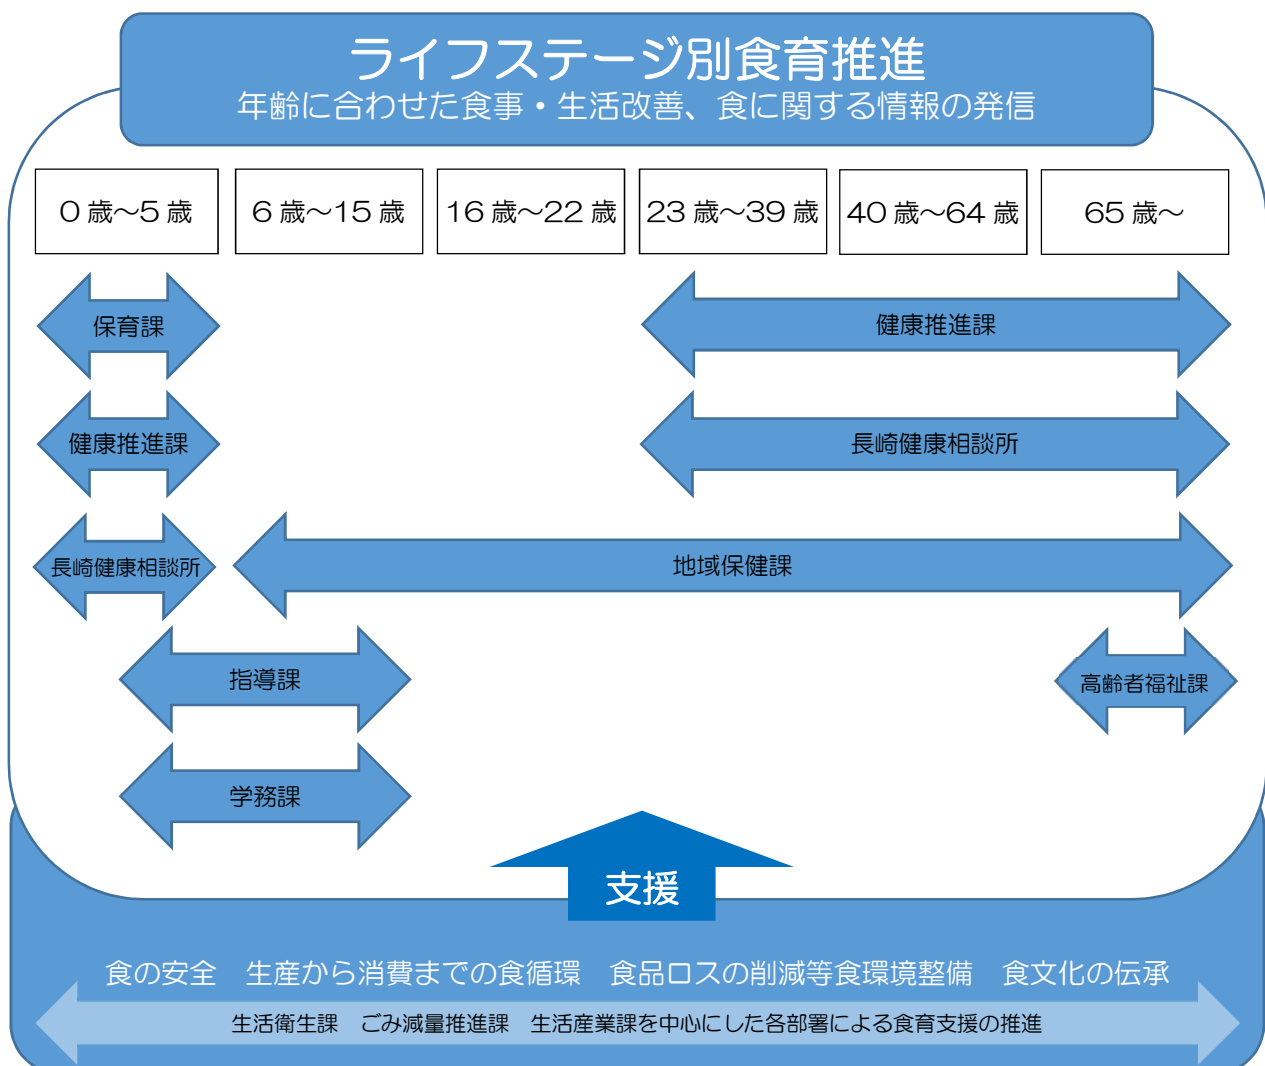 ライフステージ別食育推進
年齢に合わせた食事・生活改善、食に関する情報の発信
0歳～5歳
6歳～15歳
16歳～22歳
23歳～39歳
40歳～64歳
65歳～
保育課
健康推進課
健康推進課
長崎健康相談所
長崎健康相談所
地域保健課
指導課
高齢者福祉課
学務課
支援
食の安全　生産から消費までの食循環　食品ロスの削減等食環境整備　食文化の伝承
生活衛生課　ごみ減量推進課　生活産業課を中心にした各部署による食育支援の推進